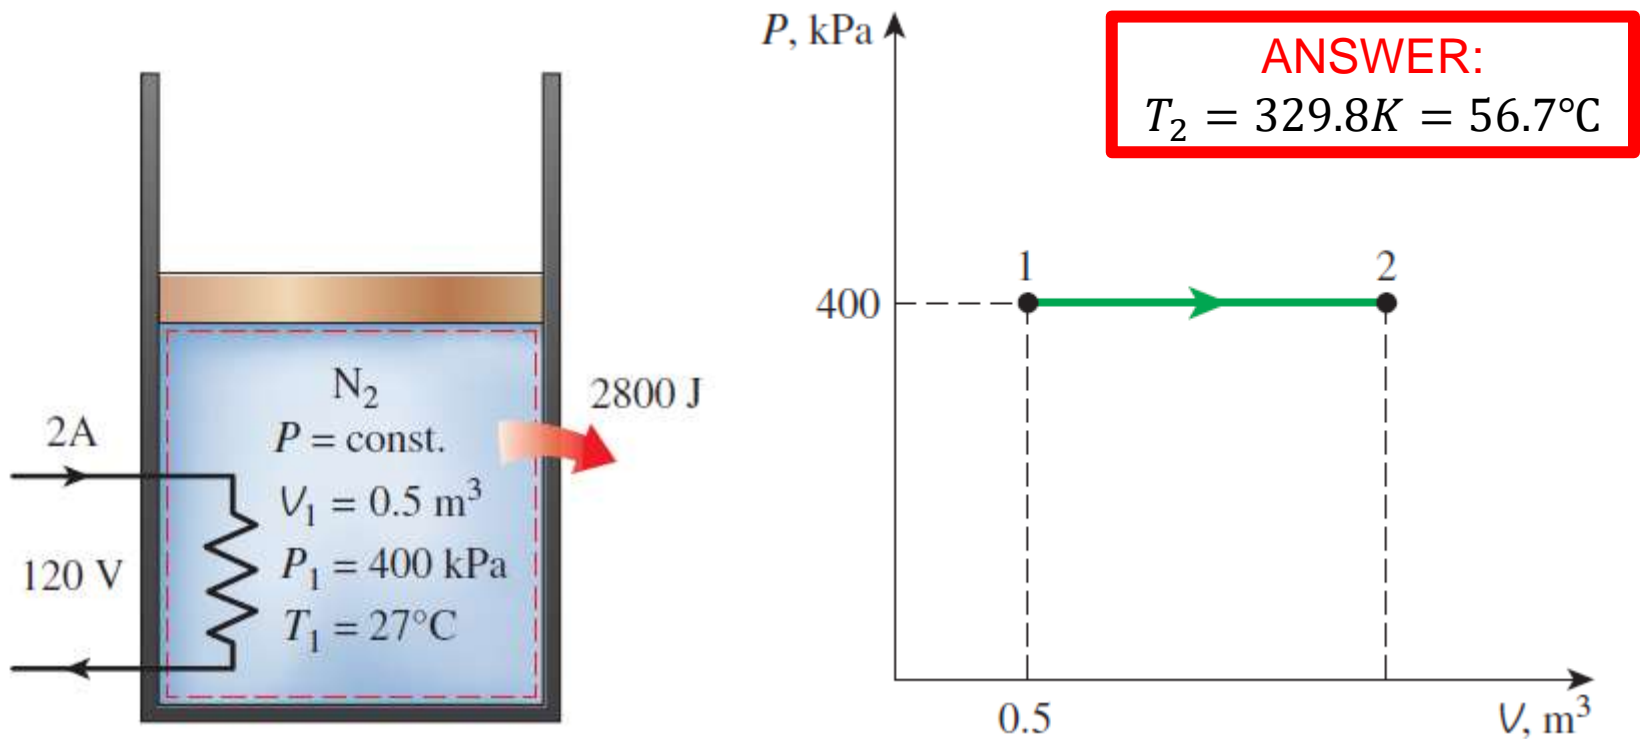 2A
120 V
N₂
P = const.
V₁ = 0.5 m³
P₁ = 400 kPa
T₁ = 27°C
2800 J
P, kPa
400
1
2
0.5
V, m³
ANSWER:
T₂ = 329.8K = 56.7℃